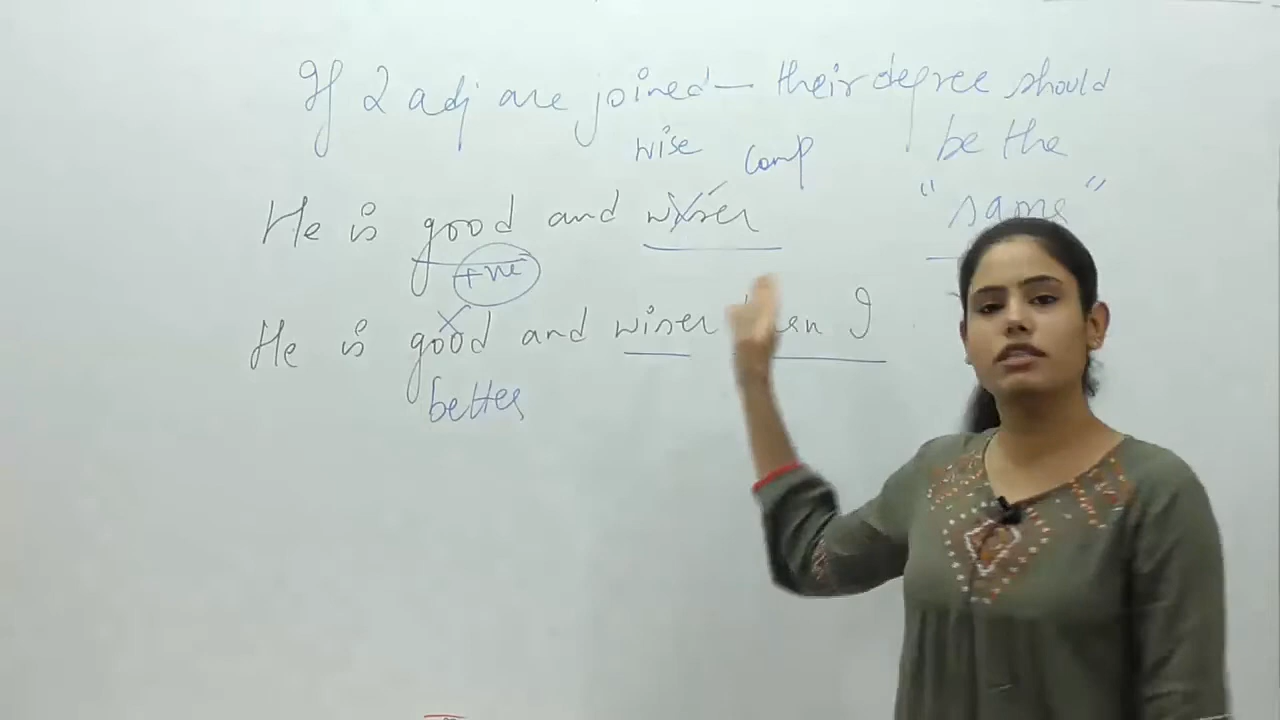 If 2 adj are joined — their degree should
be the
wise comp
"same"
He is good and wiser
+ve
He is good and wiser than I
better